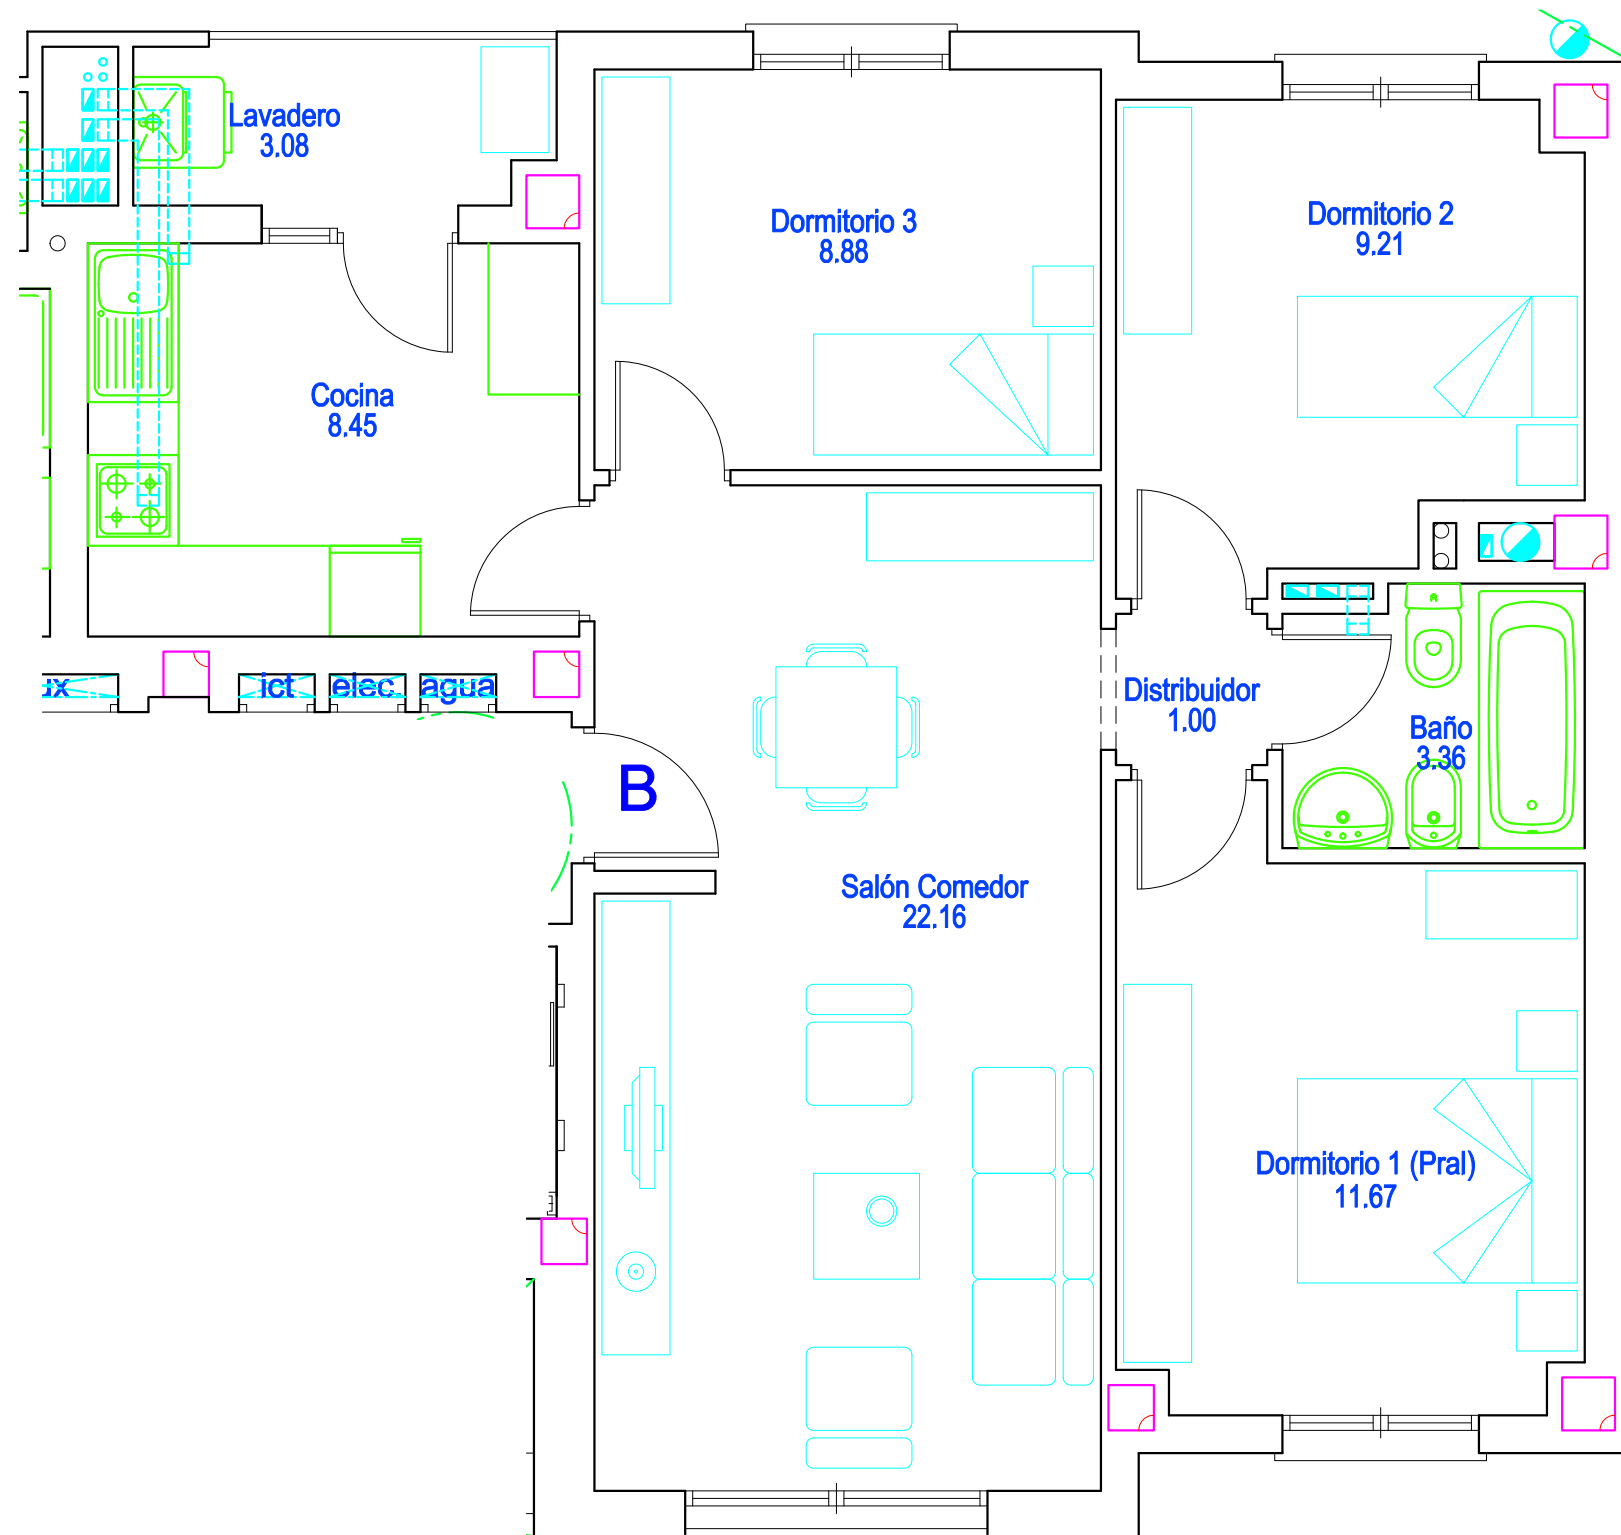 Lavadero
3.08
Dormitorio 3
8.88
Dormitorio 2
9.21
Cocina
8.45
ux
ict
elec.
agua
Distribuidor
1.00
Baño
3.36
B
Salón Comedor
22.16
Dormitorio 1 (Pral)
11.67